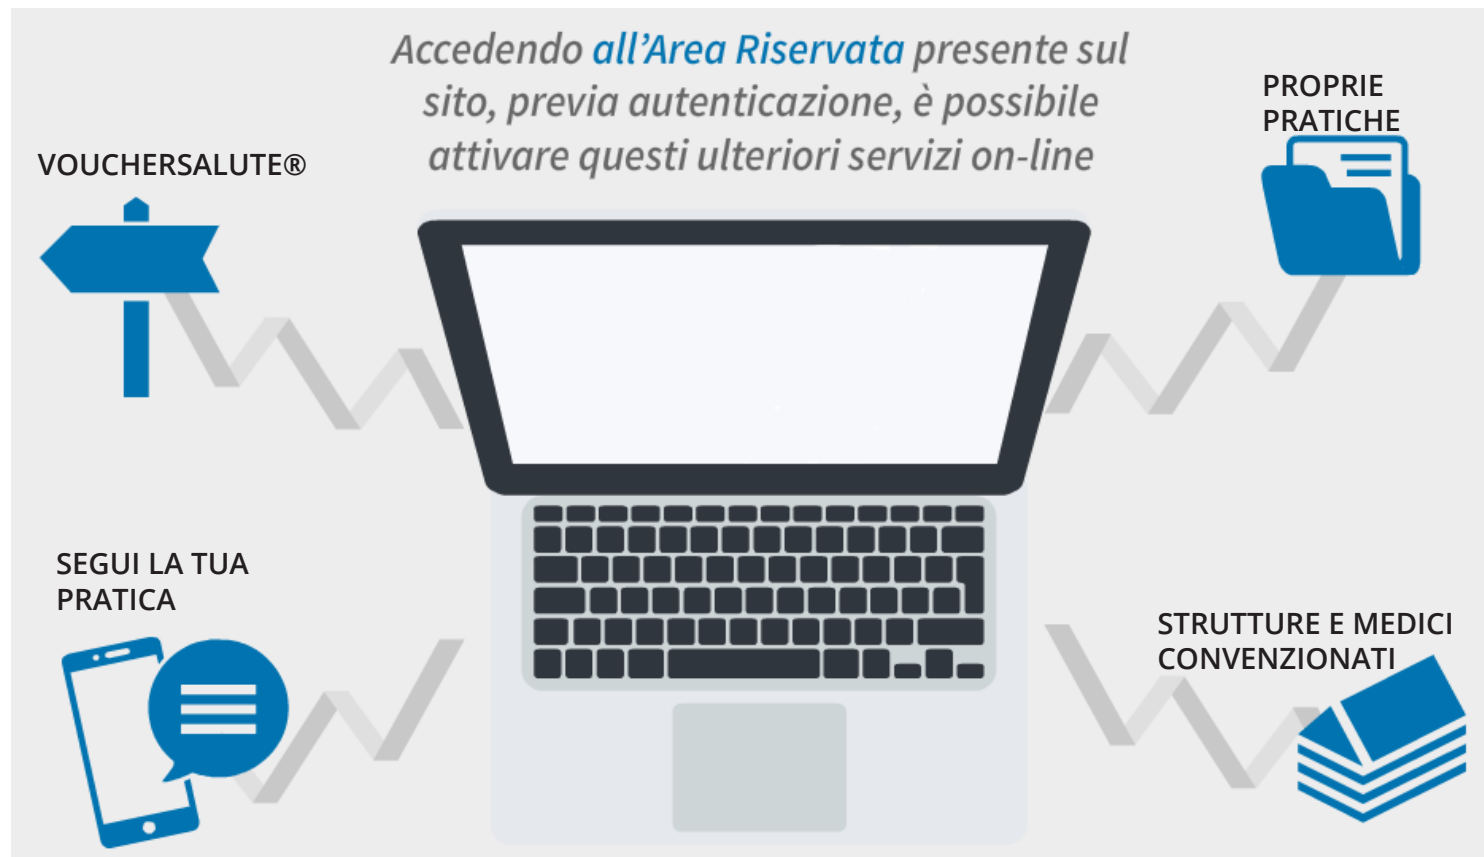 Accedendo all’Area Riservata presente sul
sito, previa autenticazione, è possibile
attivare questi ulteriori servizi on-line
VOUCHERSALUTE®
PROPRIE
PRATICHE
SEGUI LA TUA
PRATICA
STRUTTURE E MEDICI
CONVENZIONATI